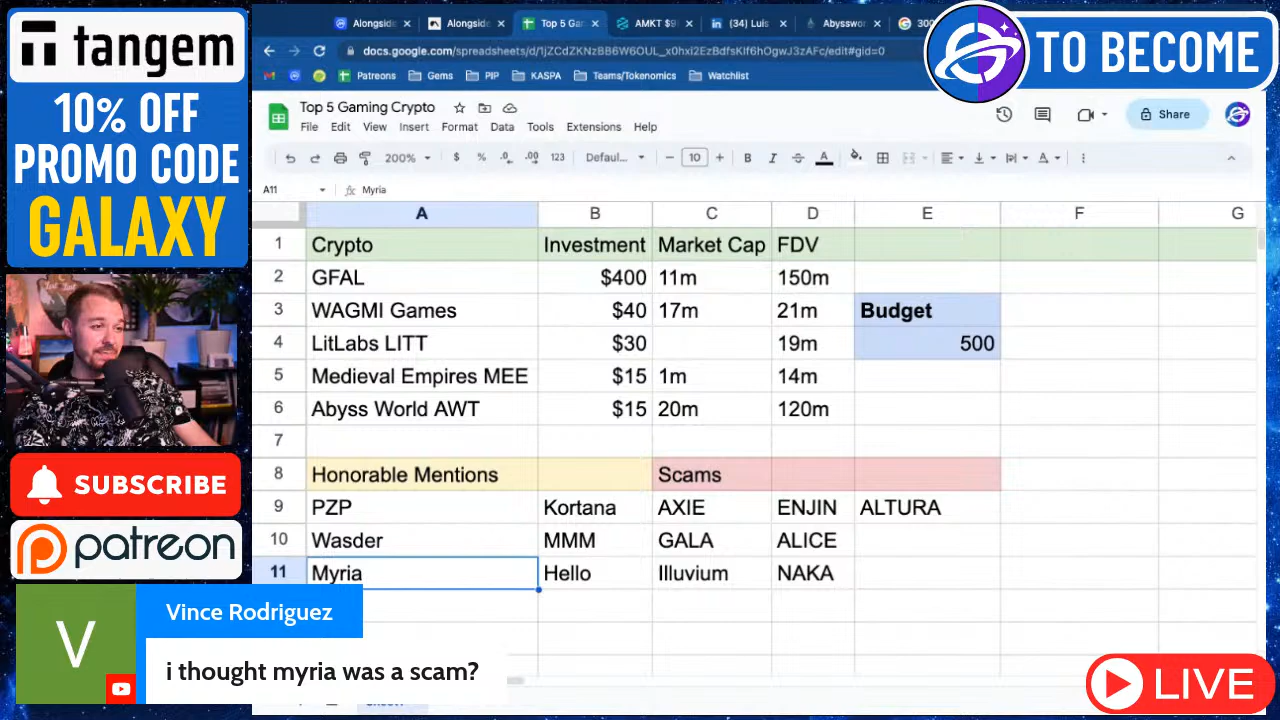 tangem
10% OFF
PROMO CODE
GALAXY
SUBSCRIBE
patreon
Alongside
Alongside
Top
AMKT $
(34) Luis
Abysswor
300
docs.google.com/spreadsheets/d/1jZCdZKNzBB6W6OUL_x0hxi2EzBdfsKIf6hOgwJ3zAFc/edit#gid=0
TO BECOME
Patreons
Gems
PIP
KASPA
Teams/Tokenomics
Watchlist
Top 5 Gaming Crypto
File Edit View Insert Format Data Tools Extensions Help
Share
200% $ % .0 .00 123 Defaul... 10 B I A
A11 fx Myria
A B C D E F G
1 Crypto Investment Market Cap FDV
2 GFAL $400 11m 150m
3 WAGMI Games $40 17m 21m Budget
4 LitLabs LITT $30 19m 500
5 Medieval Empires MEE $15 1m 14m
6 Abyss World AWT $15 20m 120m
7
8 Honorable Mentions Scams
9 PZP Kortana AXIE ENJIN ALTURA
10 Wasder MMM GALA ALICE
11 Myria Illuvium NAKA
V
Vince Rodriguez
i thought myria was a scam?
LIVE